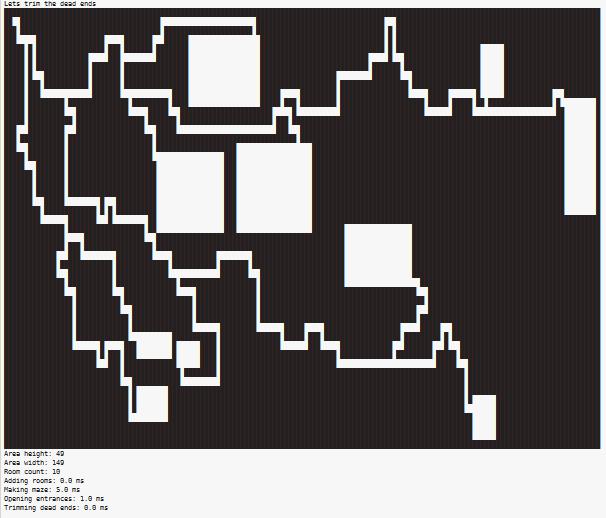 Lets trim the dead ends
Area height: 49
Area width: 149
Room count: 10
Adding rooms: 0.0 ms
Making maze: 5.0 ms
Opening entrances: 1.0 ms
Trimming dead ends: 0.0 ms